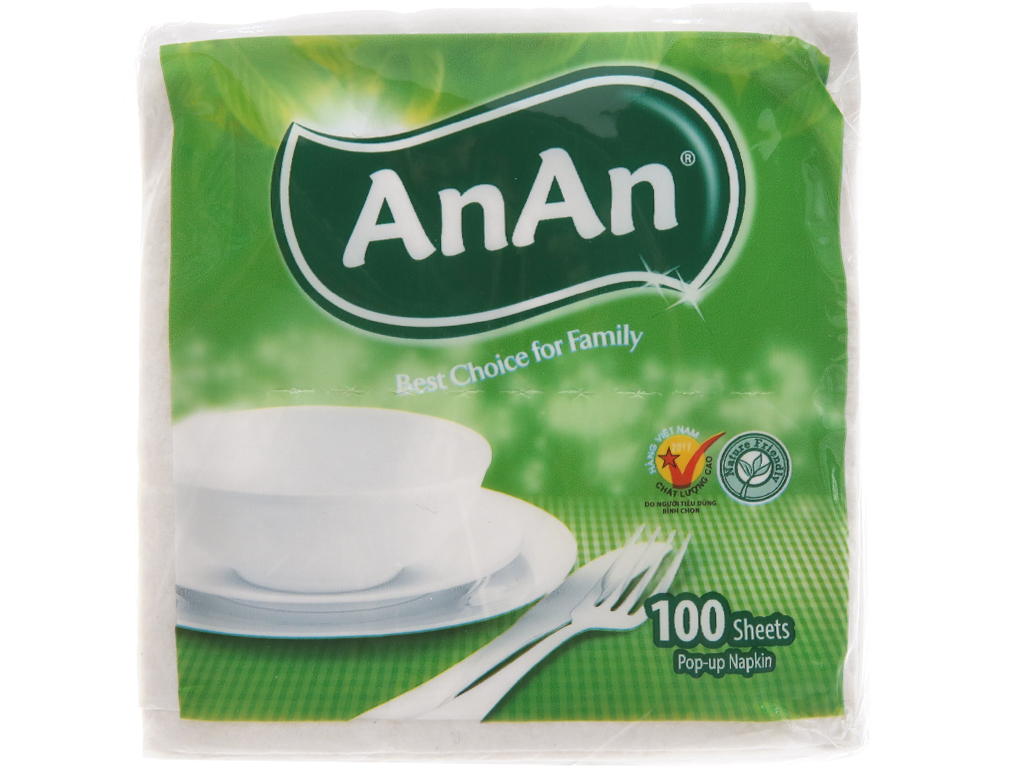 AnAn®
Best Choice for Family
HÀNG VIỆT NAM
2011
CHẤT LƯỢNG CAO
DO NGƯỜI TIÊU DÙNG
BÌNH CHỌN
Nature Friendly
100 Sheets
Pop-up Napkin